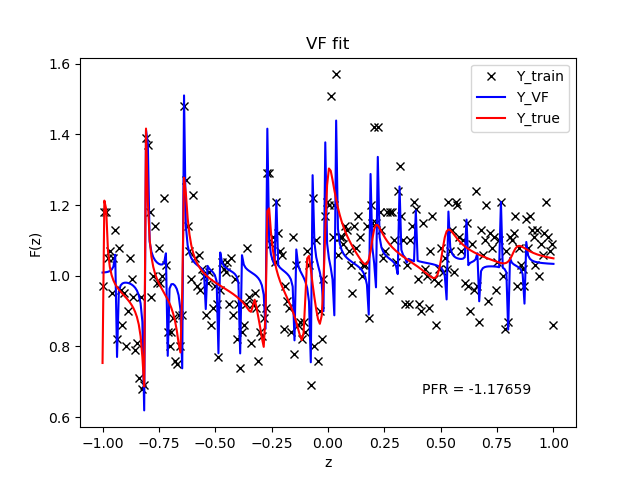 VF fit
1.6
1.4
1.2
1.0
0.8
0.6
F(z)
Y_train
Y_VF
Y_true
PFR = -1.17659
−1.00 −0.75 −0.50 −0.25 0.00 0.25 0.50 0.75 1.00
z